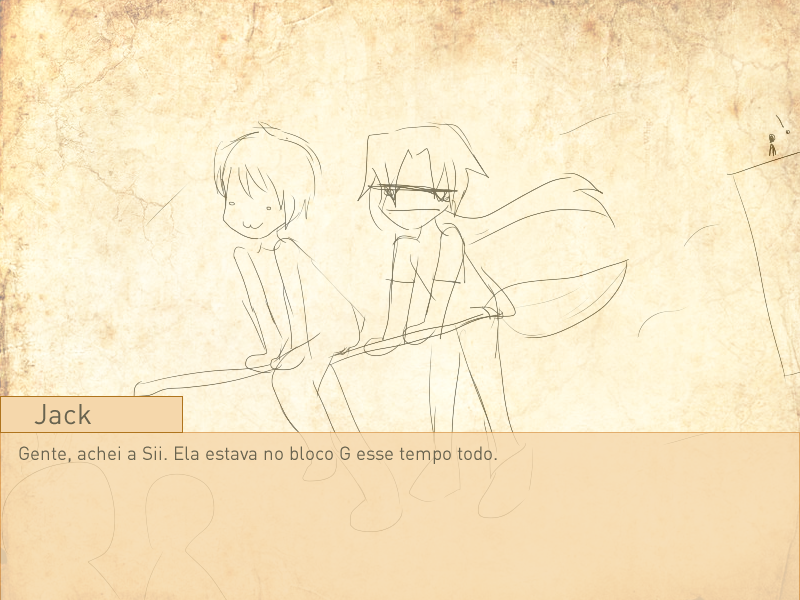 Jack
Gente, achei a Sii. Ela estava no bloco G esse tempo todo.